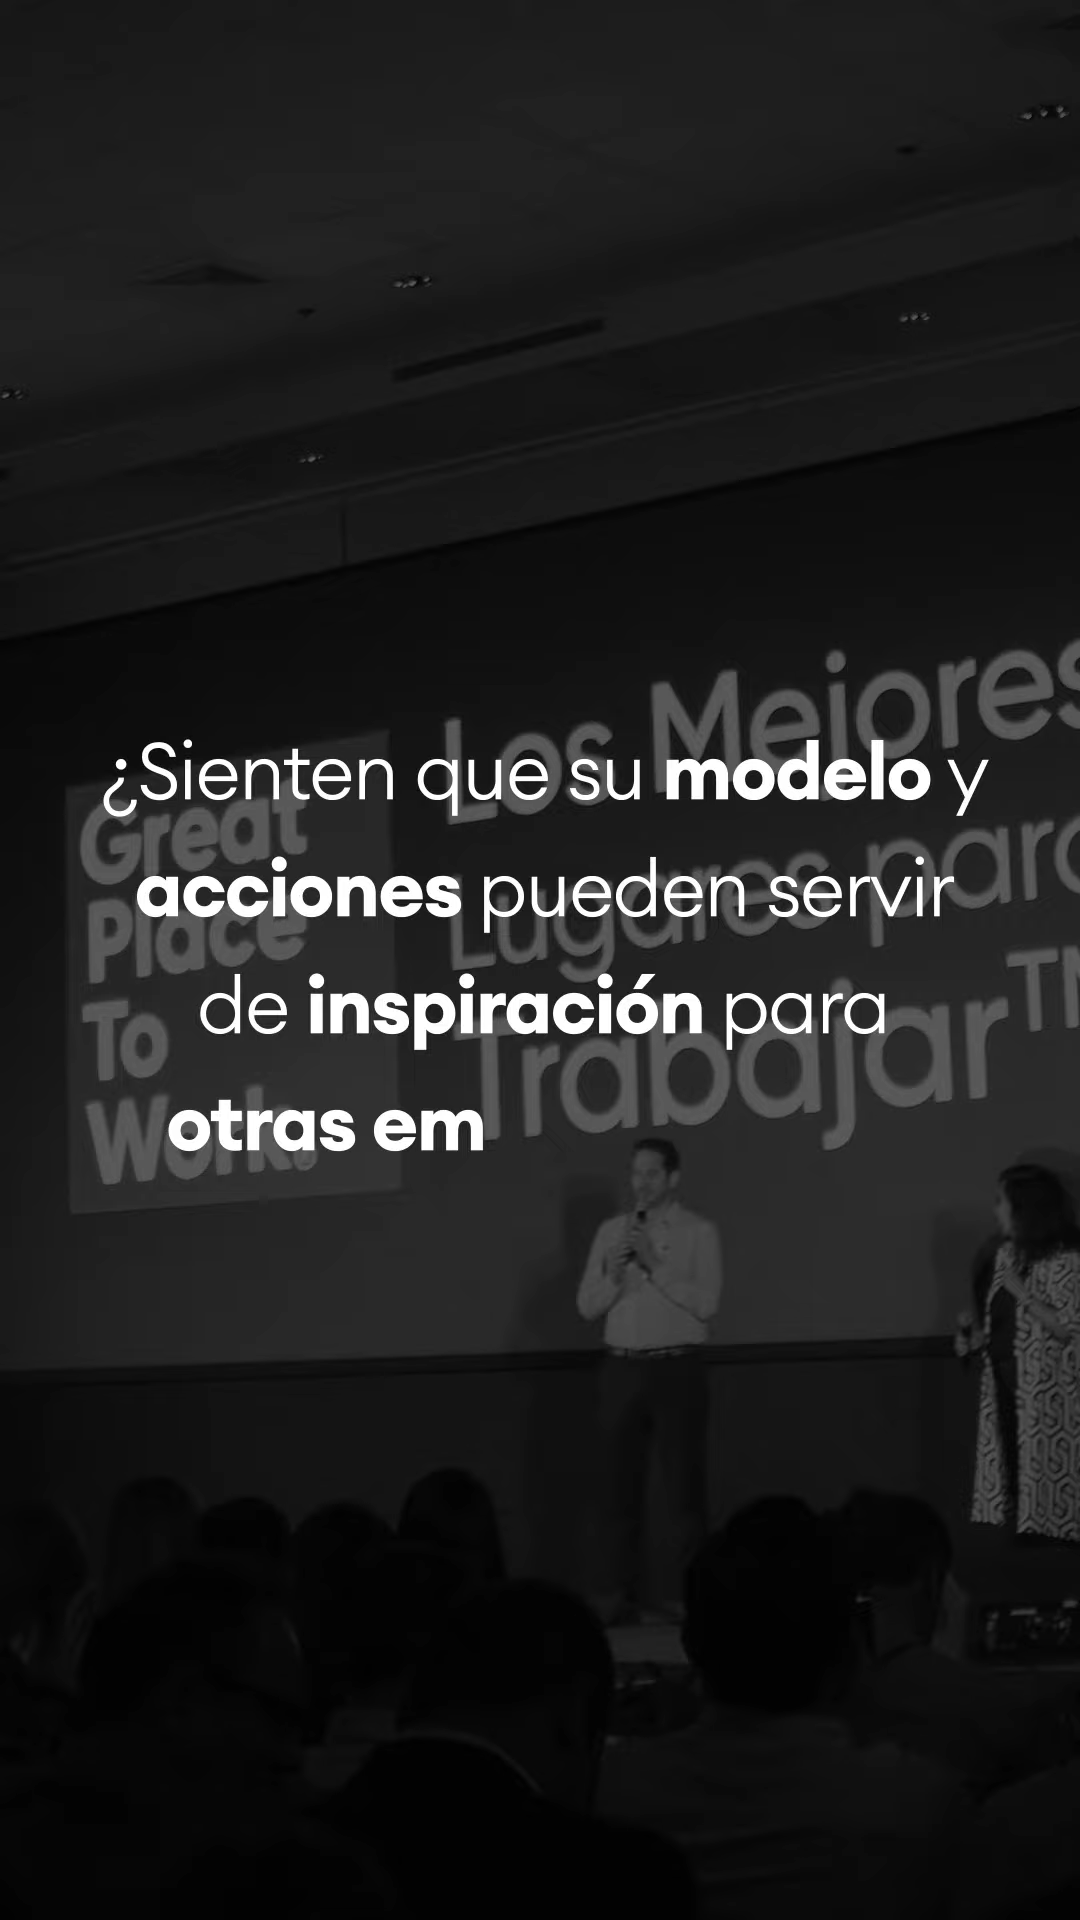 ¿Sienten que su modelo y
acciones pueden servir
de inspiración para
otras em
Great
Place
To
Work.
Los Mejores
Lugares para
Trabajar™